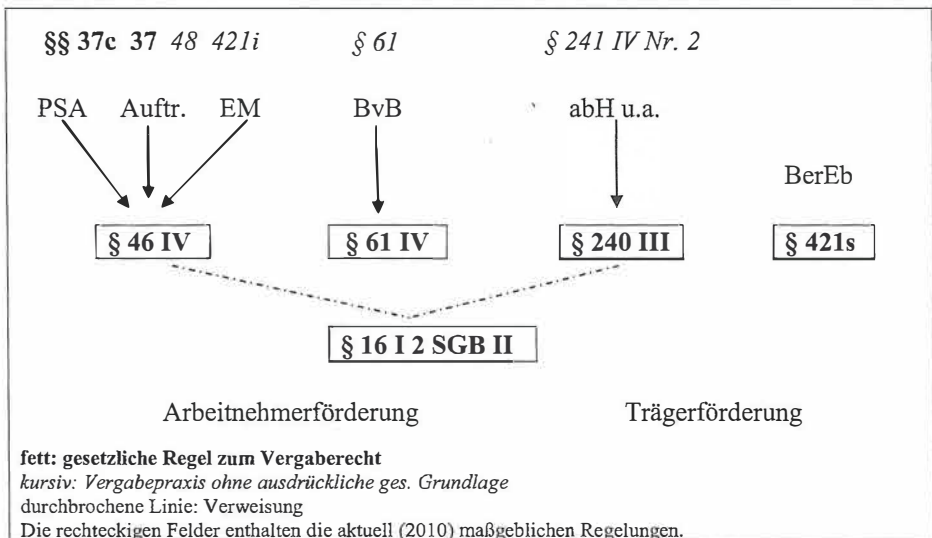 §§ 37c 37 48 421i § 61 § 241 IV Nr. 2
PSA Auftr. EM BvB abH u.a.
BerEb
§ 46 IV § 61 IV § 240 III § 421s
§ 16 I 2 SGB II
Arbeitnehmerförderung Trägerförderung
fett: gesetzliche Regel zum Vergaberecht
kursiv: Vergabepraxis ohne ausdrückliche ges. Grundlage
durchbrochene Linie: Verweisung
Die rechteckigen Felder enthalten die aktuell (2010) maßgeblichen Regelungen.